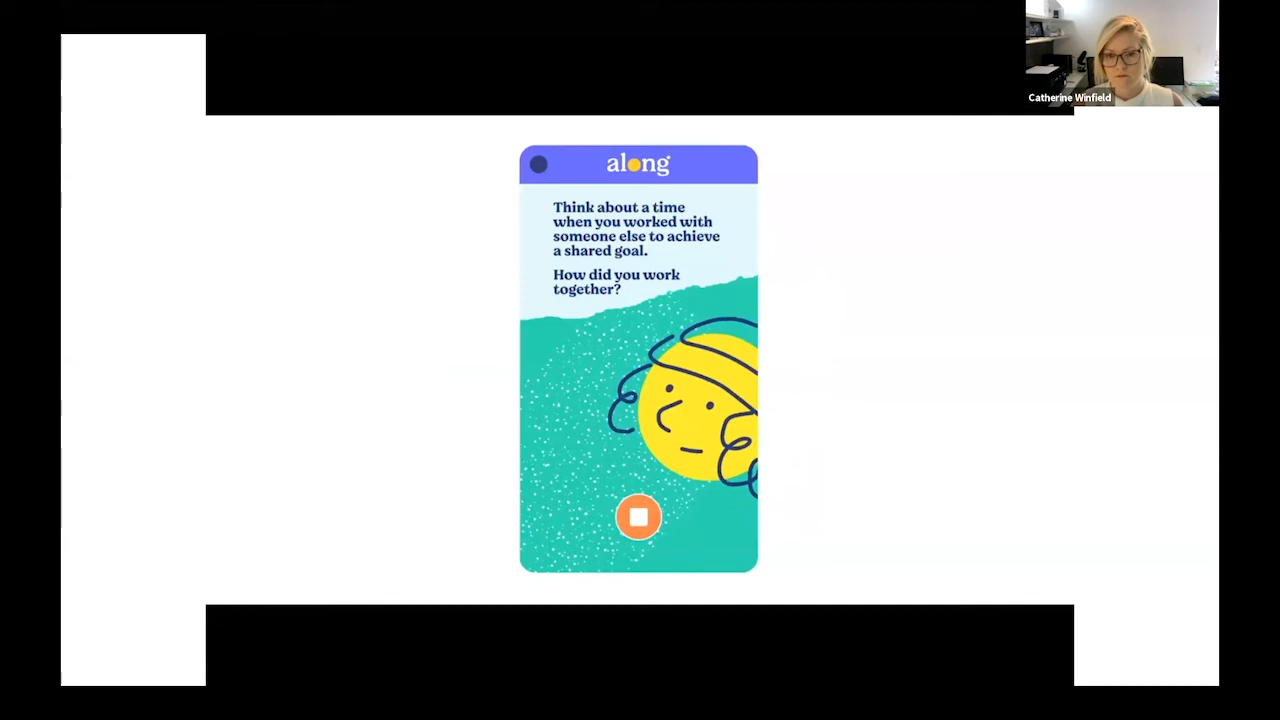 Catherine Winfield
along
Think about a time
when you worked with
someone else to achieve
a shared goal.
How did you work
together?